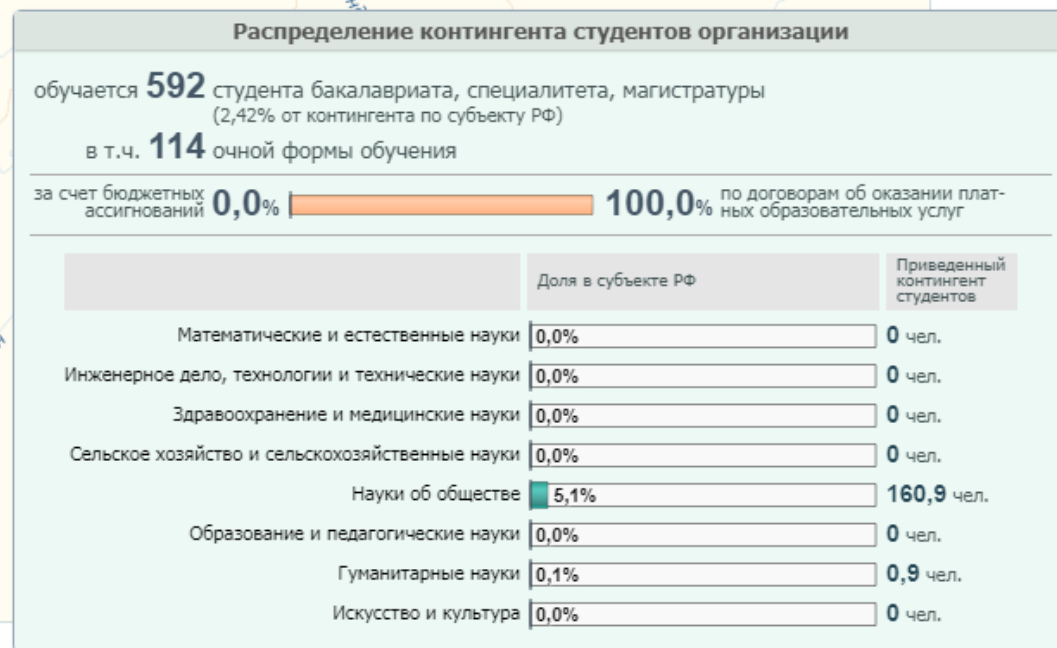 Распределение контингента студентов организации
обучается 592 студента бакалавриата, специалитета, магистратуры
(2,42% от контингента по субъекту РФ)
в т.ч. 114 очной формы обучения
за счет бюджетных
ассигнований 0,0% 100,0% по договорам об оказании плат-
ных образовательных услуг
Доля в субъекте РФ
Приведенный
контингент
студентов
Математические и естественные науки 0,0% 0 чел.
Инженерное дело, технологии и технические науки 0,0% 0 чел.
Здравоохранение и медицинские науки 0,0% 0 чел.
Сельское хозяйство и сельскохозяйственные науки 0,0% 0 чел.
Науки об обществе 5,1% 160,9 чел.
Образование и педагогические науки 0,0% 0 чел.
Гуманитарные науки 0,1% 0,9 чел.
Искусство и культура 0,0% 0 чел.